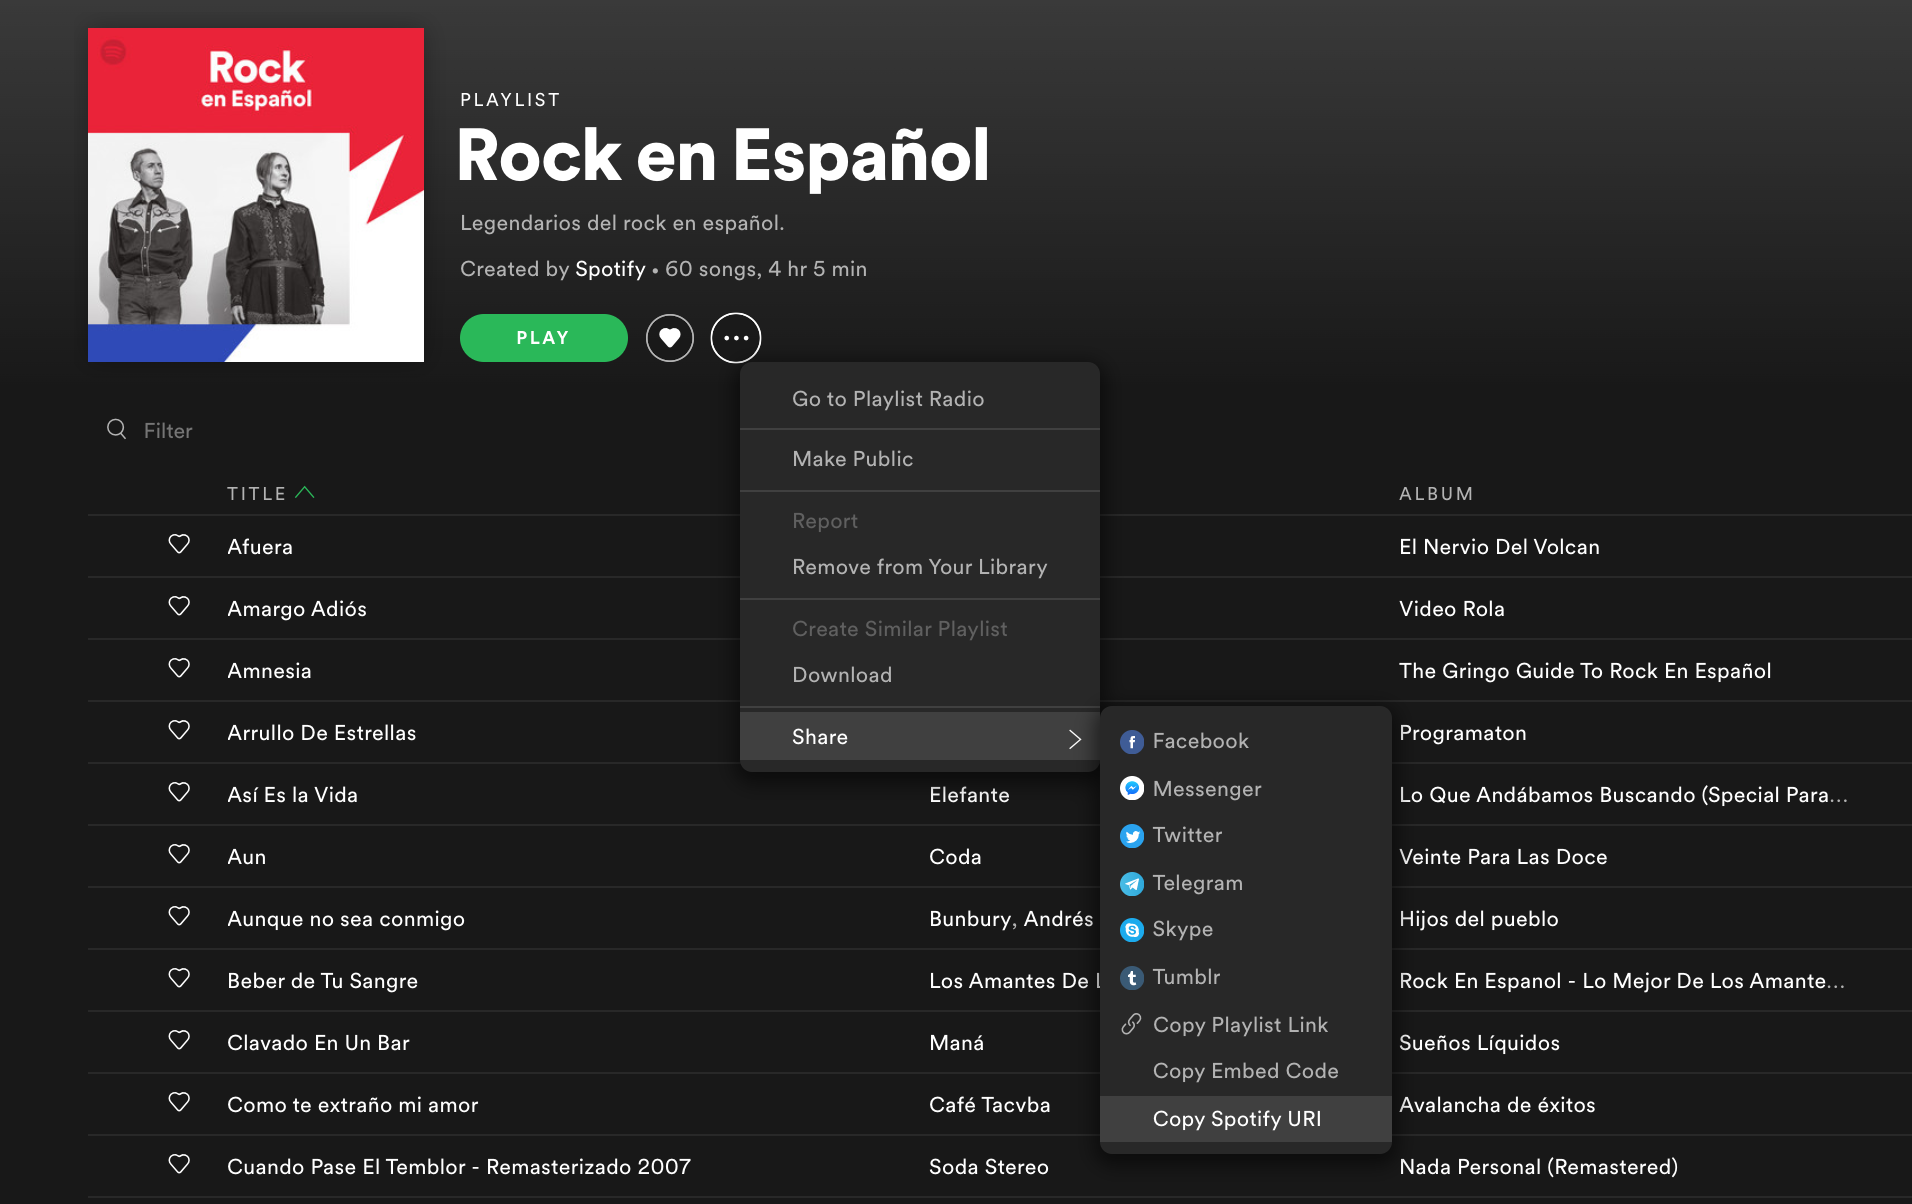 Rock
en Español
PLAYLIST
Rock en Español
Legendarios del rock en español.
Created by Spotify • 60 songs, 4 hr 5 min
PLAY
Filter
TITLE
ALBUM
Afuera
El Nervio Del Volcan
Amargo Adiós
Video Rola
Amnesia
The Gringo Guide To Rock En Español
Arrullo De Estrellas
Programaton
Así Es la Vida
Elefante
Lo Que Andábamos Buscando (Special Para...
Aun
Coda
Veinte Para Las Doce
Aunque no sea conmigo
Bunbury, Andrés
Hijos del pueblo
Beber de Tu Sangre
Los Amantes De L
Rock En Espanol - Lo Mejor De Los Amante...
Clavado En Un Bar
Maná
Sueños Líquidos
Como te extraño mi amor
Café Tacvba
Avalancha de éxitos
Cuando Pase El Temblor - Remasterizado 2007
Soda Stereo
Nada Personal (Remastered)
Go to Playlist Radio
Make Public
Report
Remove from Your Library
Create Similar Playlist
Download
Share
Facebook
Messenger
Twitter
Telegram
Skype
Tumblr
Copy Playlist Link
Copy Embed Code
Copy Spotify URI